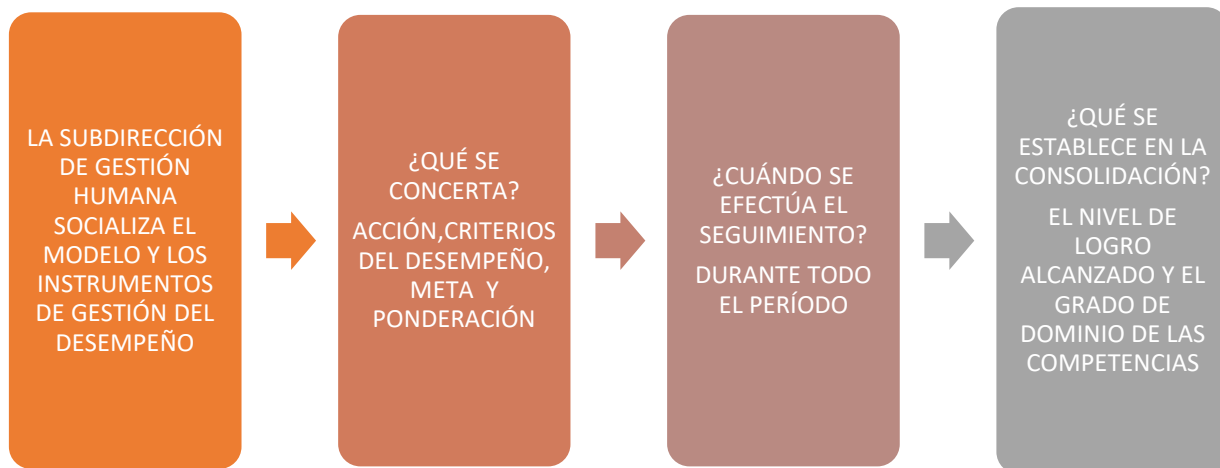 LA SUBDIRECCIÓN
DE GESTIÓN
HUMANA
SOCIALIZA EL
MODELO Y LOS
INSTRUMENTOS
DE GESTIÓN DEL
DESEMPEÑO
¿QUÉ SE
CONCERTA?
ACCIÓN,CRITERIOS
DEL DESEMPEÑO,
META Y
PONDERACIÓN
¿CUÁNDO SE
EFECTÚA EL
SEGUIMIENTO?
DURANTE TODO
EL PERÍODO
¿QUÉ SE
ESTABLECE EN LA
CONSOLIDACIÓN?
EL NIVEL DE
LOGRO
ALCANZADO Y EL
GRADO DE
DOMINIO DE LAS
COMPETENCIAS